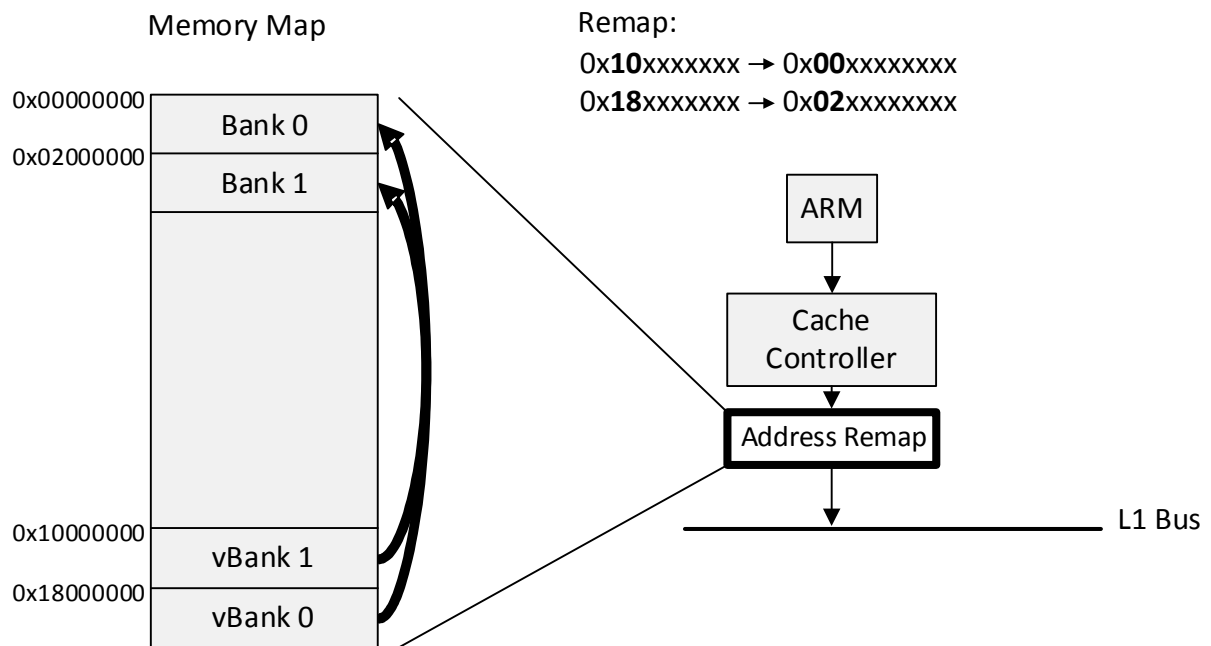 Memory Map
Remap:
0x10xxxxxxx → 0x00xxxxxxxx
0x18xxxxxxx → 0x02xxxxxxxx
0x00000000
Bank 0
0x02000000
Bank 1
ARM
Cache
Controller
Address Remap
L1 Bus
0x10000000
vBank 1
0x18000000
vBank 0